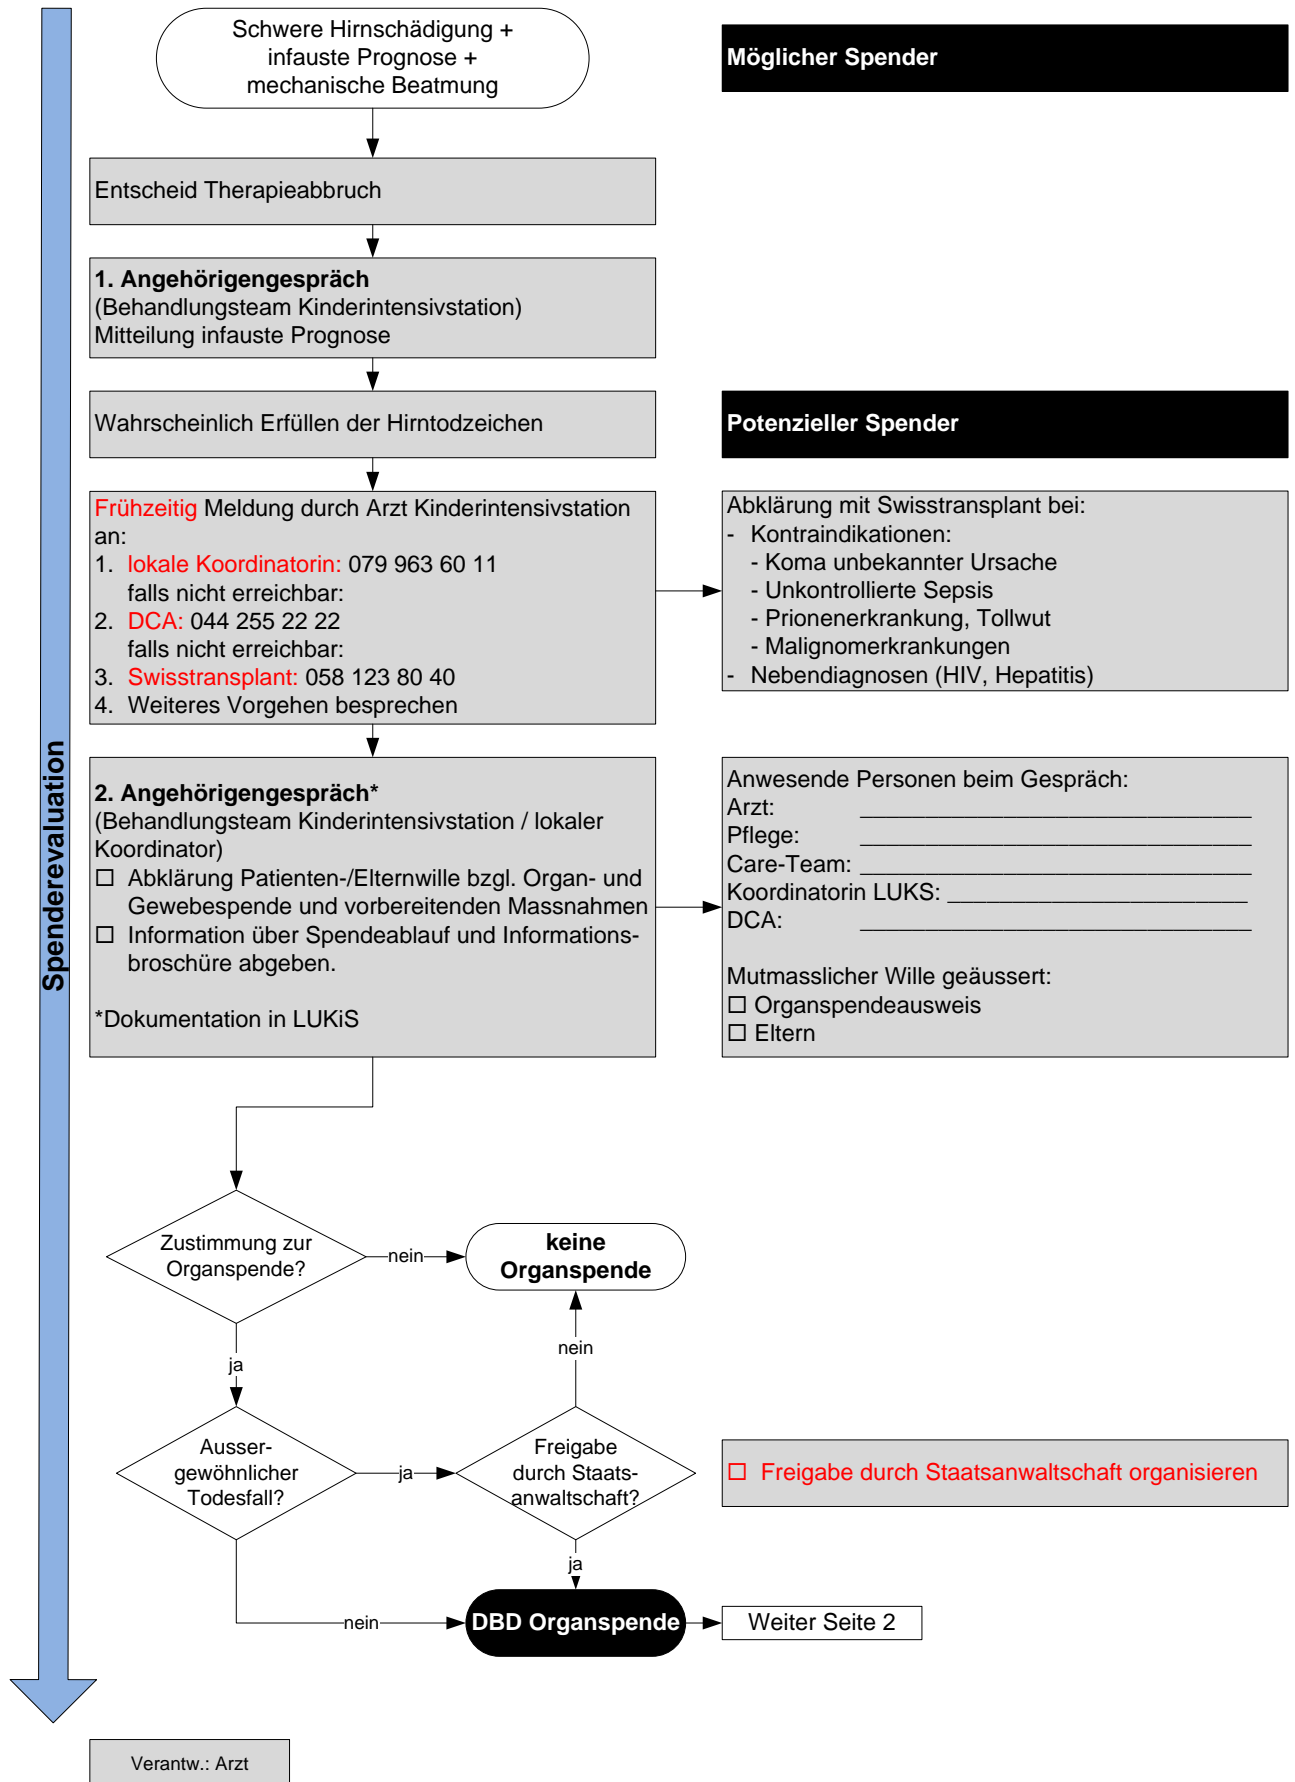 Schwere Hirnschädigung +
infauste Prognose +
mechanische Beatmung
Möglicher Spender
Entscheid Therapieabbruch
1. Angehörigengespräch
(Behandlungsteam Kinderintensivstation)
Mitteilung infauste Prognose
Wahrscheinlich Erfüllen der Hirntodzeichen
Potenzieller Spender
Frühzeitig Meldung durch Arzt Kinderintensivstation
an:
1. lokale Koordinatorin: 079 963 60 11
falls nicht erreichbar:
2. DCA: 044 255 22 22
falls nicht erreichbar:
3. Swisstransplant: 058 123 80 40
4. Weiteres Vorgehen besprechen
Abklärung mit Swisstransplant bei:
- Kontraindikationen:
- Koma unbekannter Ursache
- Unkontrollierte Sepsis
- Prionenerkrankung, Tollwut
- Malignomerkrankungen
- Nebendiagnosen (HIV, Hepatitis)
2. Angehörigengespräch*
(Behandlungsteam Kinderintensivstation / lokaler
Koordinator)
☐ Abklärung Patienten-/Elternwille bzgl. Organ- und
Gewebespende und vorbereitenden Massnahmen
☐ Information über Spendeablauf und Informations-
broschüre abgeben.
*Dokumentation in LUKiS
Anwesende Personen beim Gespräch:
Arzt: ______________________________
Pflege: ______________________________
Care-Team: ______________________________
Koordinatorin LUKS: _______________________
DCA: ______________________________
Mutmasslicher Wille geäussert:
☐ Organspendeausweis
☐ Eltern
Spenderevaluation
Zustimmung zur
Organspende?
nein
keine
Organspende
ja
nein
Ausser-
gewöhnlicher
Todesfall?
ja
Freigabe
durch Staats-
anwaltschaft?
☐ Freigabe durch Staatsanwaltschaft organisieren
ja
nein
DBD Organspende
Weiter Seite 2
Verantw.: Arzt